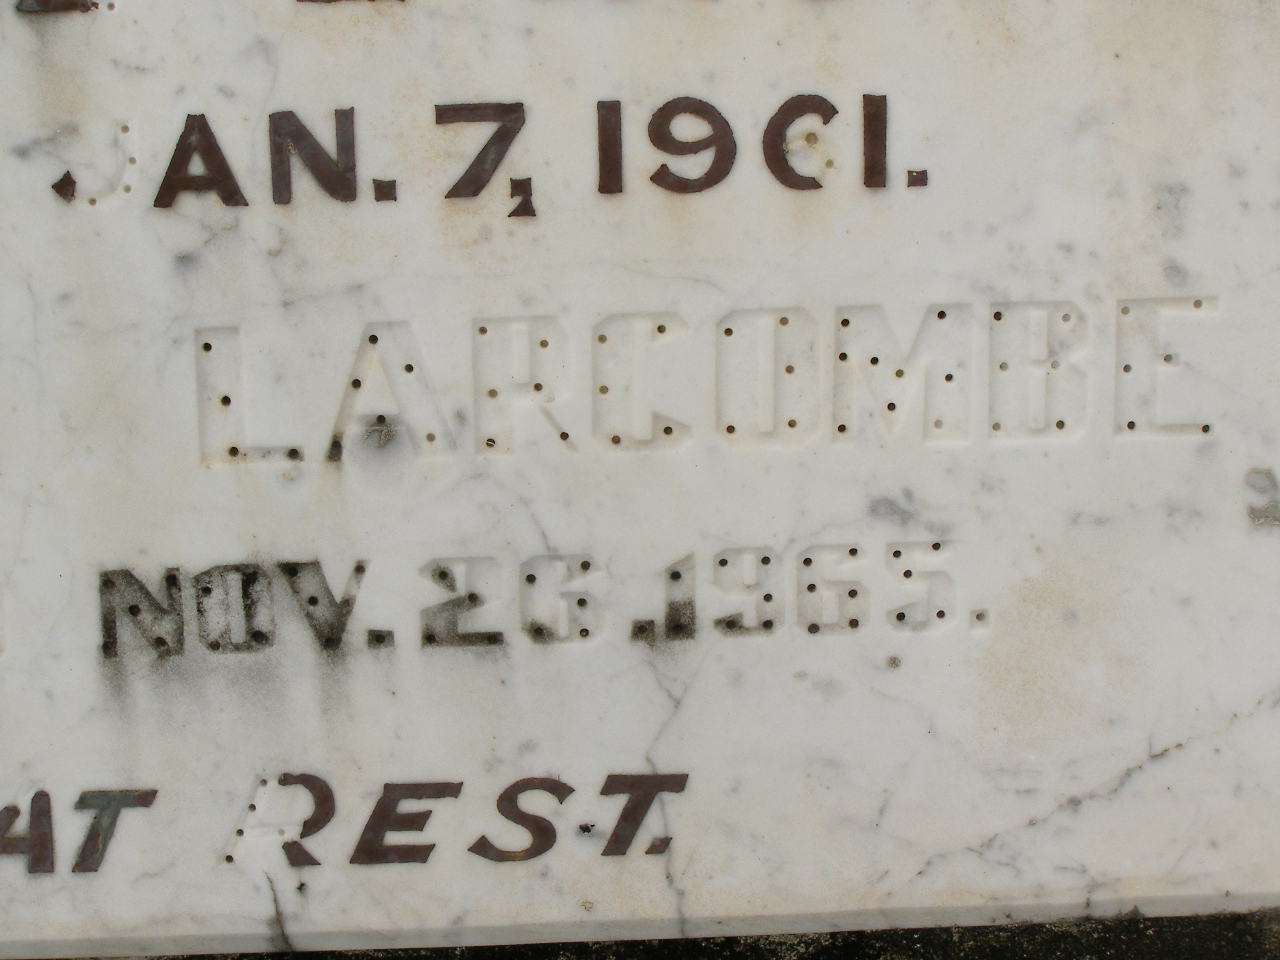 JAN. 7, 1961.
LARCOMBE
NOV. 26, 1965.
AT REST.